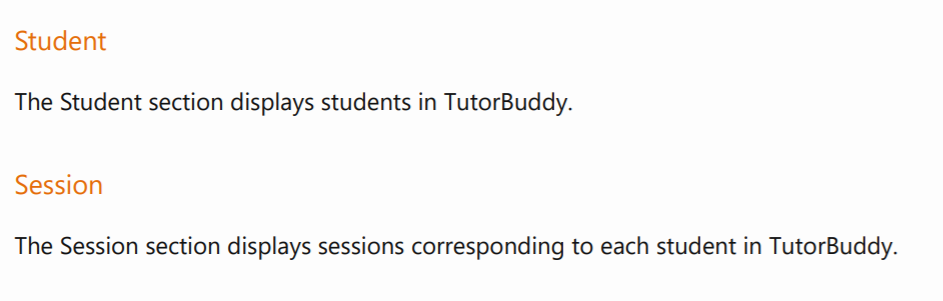 Student
The Student section displays students in TutorBuddy.
Session
The Session section displays sessions corresponding to each student in TutorBuddy.